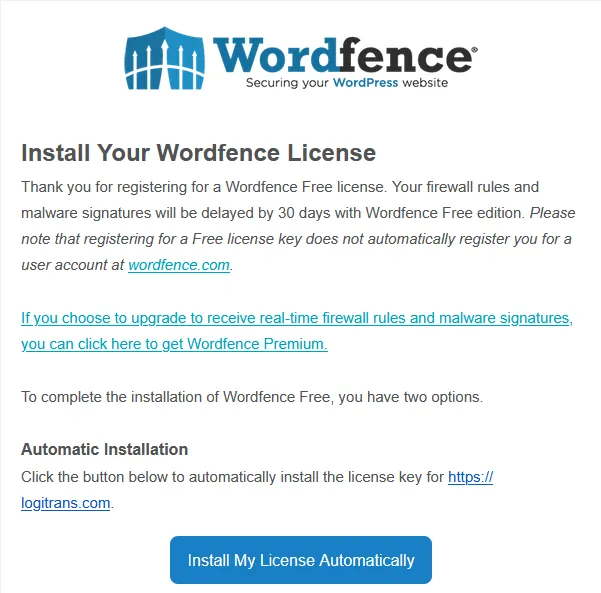 Wordfence®
Securing your WordPress website
Install Your Wordfence License
Thank you for registering for a Wordfence Free license. Your firewall rules and
malware signatures will be delayed by 30 days with Wordfence Free edition. Please
note that registering for a Free license key does not automatically register you for a
user account at wordfence.com.
If you choose to upgrade to receive real-time firewall rules and malware signatures,
you can click here to get Wordfence Premium.
To complete the installation of Wordfence Free, you have two options.
Automatic Installation
Click the button below to automatically install the license key for https://
logitrans.com.
Install My License Automatically